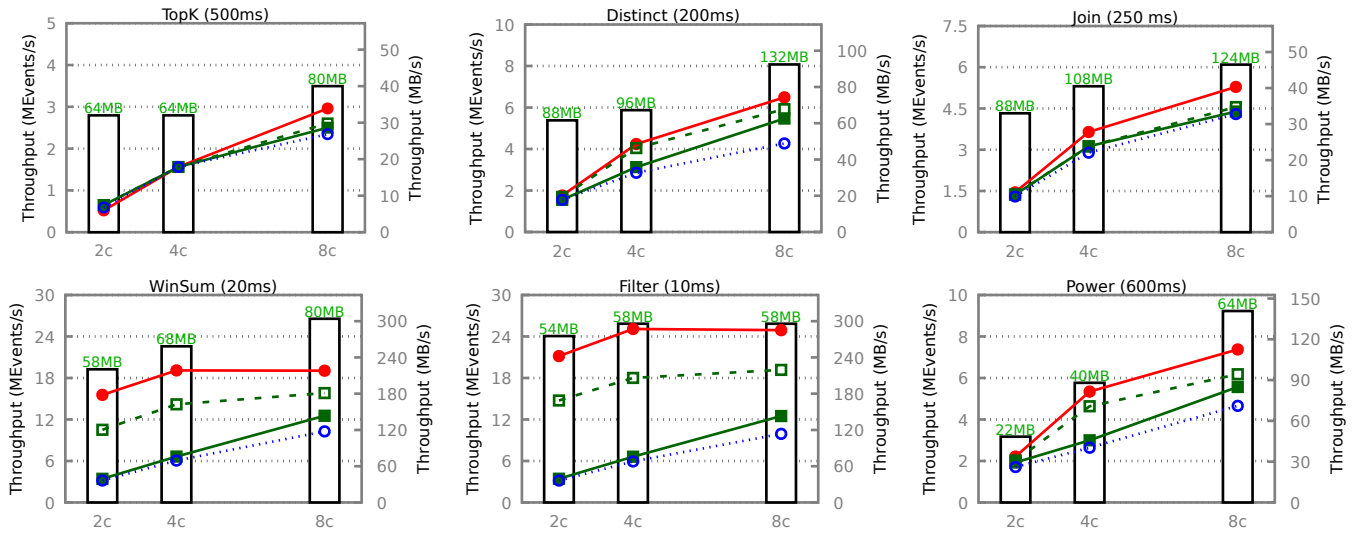 TopK (500ms)
Throughput (MEvents/s)
5
4
3
2
1
0
64MB
64MB
80MB
50
40
30
20
10
0
Throughput (MB/s)
2c
4c
8c
Distinct (200ms)
Throughput (MEvents/s)
10
8
6
4
2
0
88MB
96MB
132MB
100
80
60
40
20
0
Throughput (MB/s)
2c
4c
8c
Join (250 ms)
Throughput (MEvents/s)
7.5
6
4.5
3
1.5
0
88MB
108MB
124MB
50
40
30
20
10
0
Throughput (MB/s)
2c
4c
8c
WinSum (20ms)
Throughput (MEvents/s)
30
24
18
12
6
0
58MB
68MB
80MB
300
240
180
120
60
0
Throughput (MB/s)
2c
4c
8c
Filter (10ms)
Throughput (MEvents/s)
30
24
18
12
6
0
54MB
58MB
58MB
300
240
180
120
60
0
Throughput (MB/s)
2c
4c
8c
Power (600ms)
Throughput (MEvents/s)
10
8
6
4
2
0
22MB
40MB
64MB
150
120
90
60
30
0
Throughput (MB/s)
2c
4c
8c